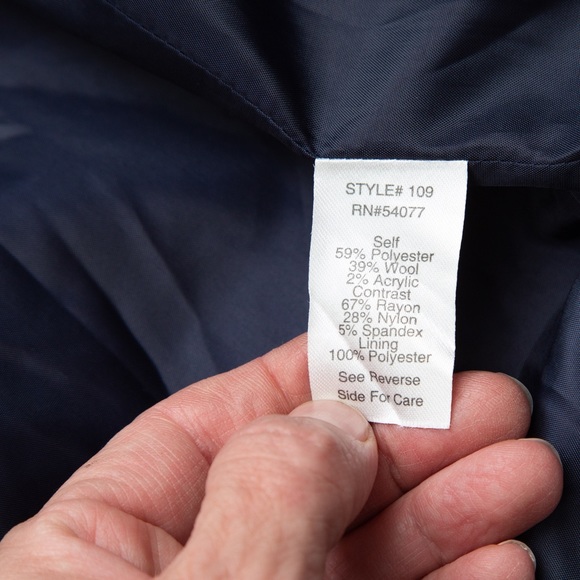 STYLE# 109
RN#54077
Self
59% Polyester
39% Wool
2% Acrylic
Contrast
67% Rayon
28% Nylon
5% Spandex
Lining
100% Polyester
See Reverse
Side For Care